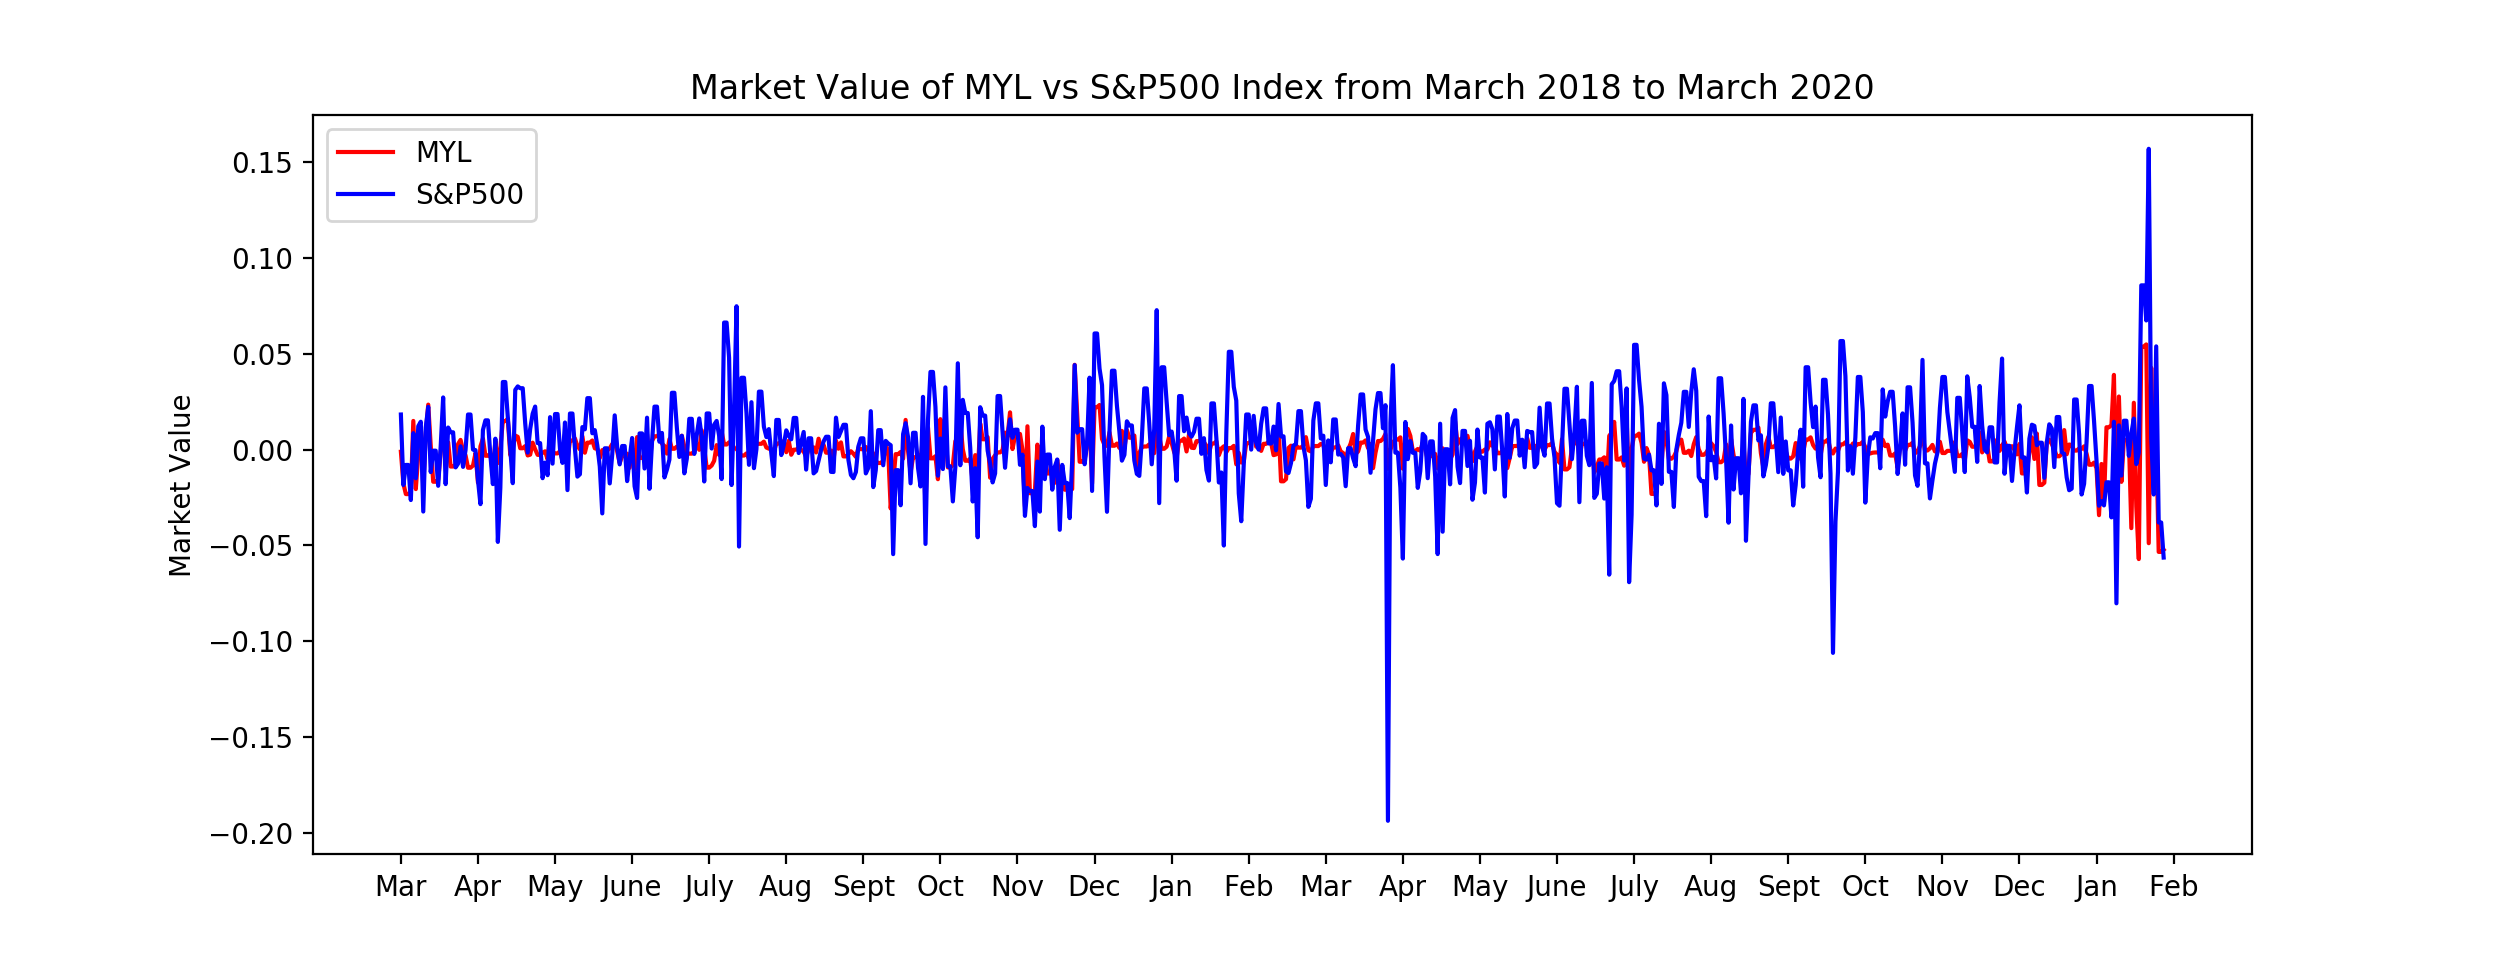 Market Value of MYL vs S&P500 Index from March 2018 to March 2020
MYL
S&P500
Market Value
0.15
0.10
0.05
0.00
−0.05
−0.10
−0.15
−0.20
Mar Apr May June July Aug Sept Oct Nov Dec Jan Feb Mar Apr May June July Aug Sept Oct Nov Dec Jan Feb